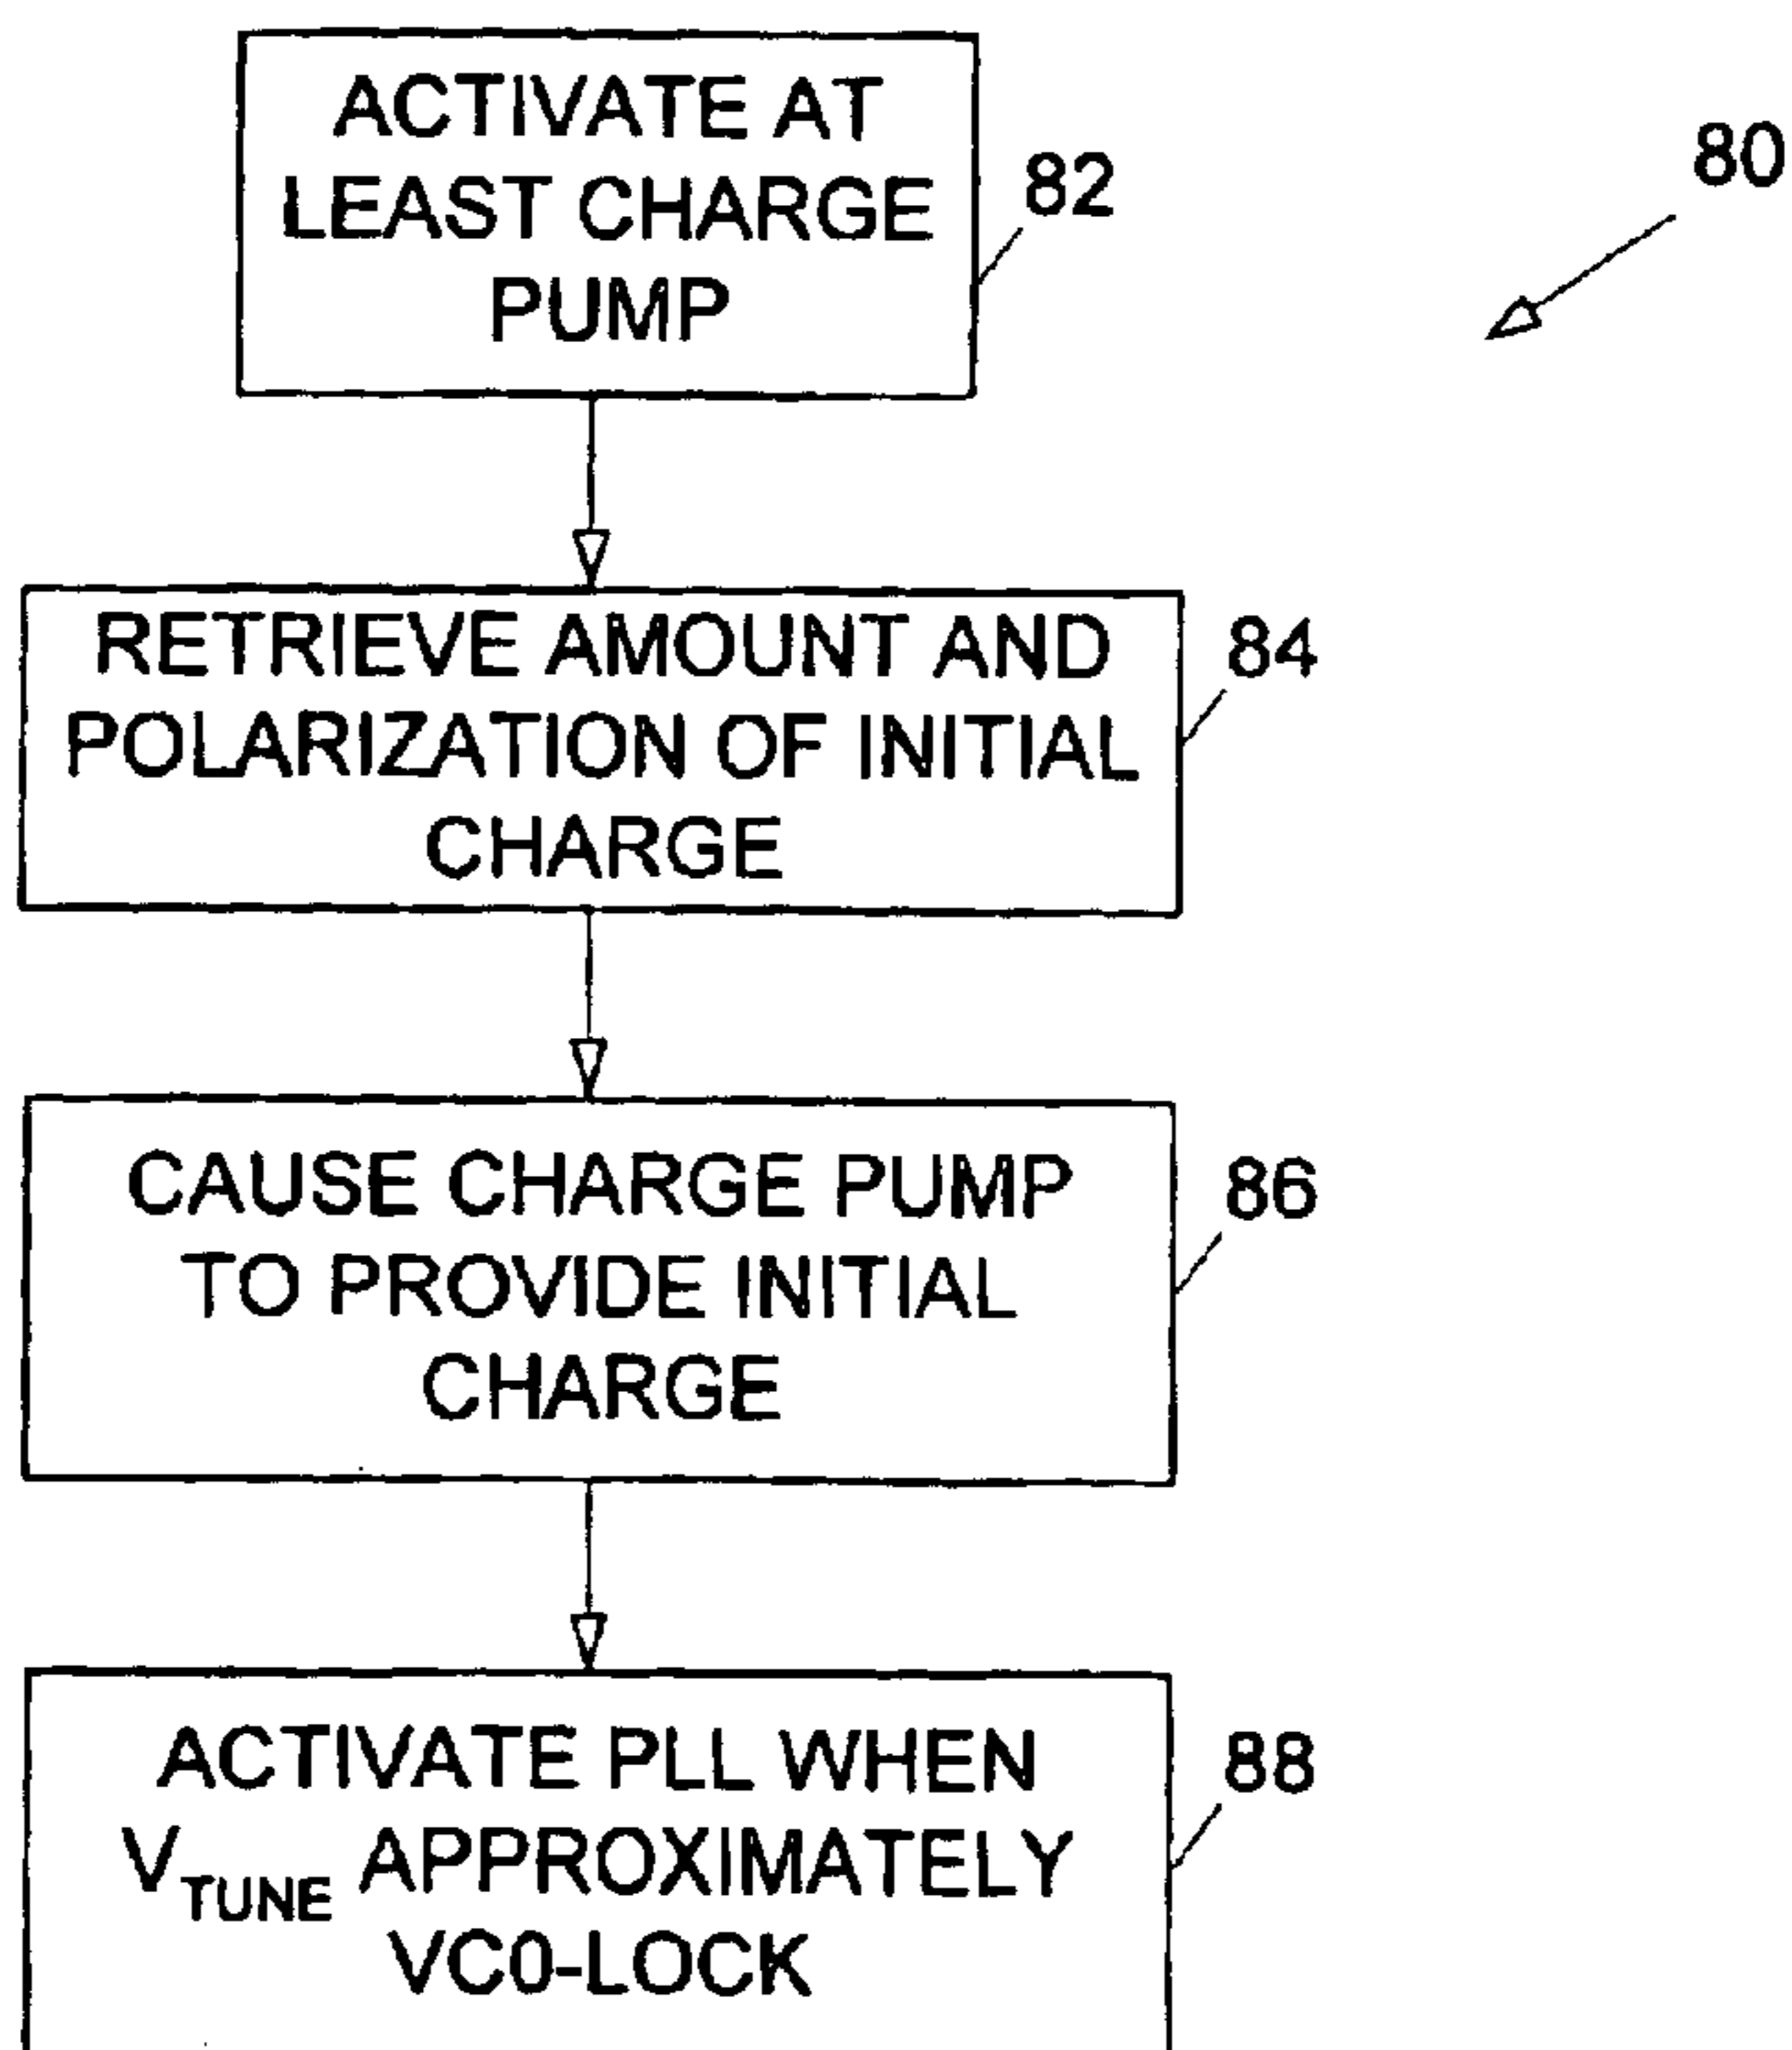 ACTIVATE AT
LEAST CHARGE
PUMP
82
80
RETRIEVE AMOUNT AND
POLARIZATION OF INITIAL
CHARGE
84
CAUSE CHARGE PUMP
TO PROVIDE INITIAL
CHARGE
86
ACTIVATE PLL WHEN
V_TUNE APPROXIMATELY
VC0-LOCK
88